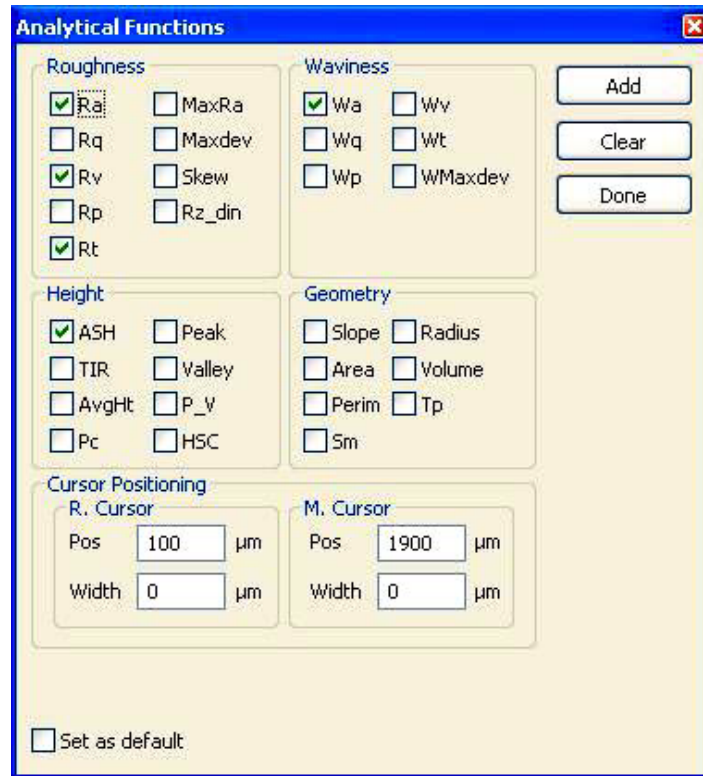 Analytical Functions
Roughness
Ra MaxRa
Rq Maxdev
Rv Skew
Rp Rz_din
Rt
Waviness
Wa Wv
Wq Wt
Wp WMaxdev
Add
Clear
Done
Height
ASH Peak
TIR Valley
AvgHt P_V
Pc HSC
Geometry
Slope Radius
Area Volume
Perim Tp
Sm
Cursor Positioning
R. Cursor
Pos 100 µm
Width 0 µm
M. Cursor
Pos 1900 µm
Width 0 µm
Set as default